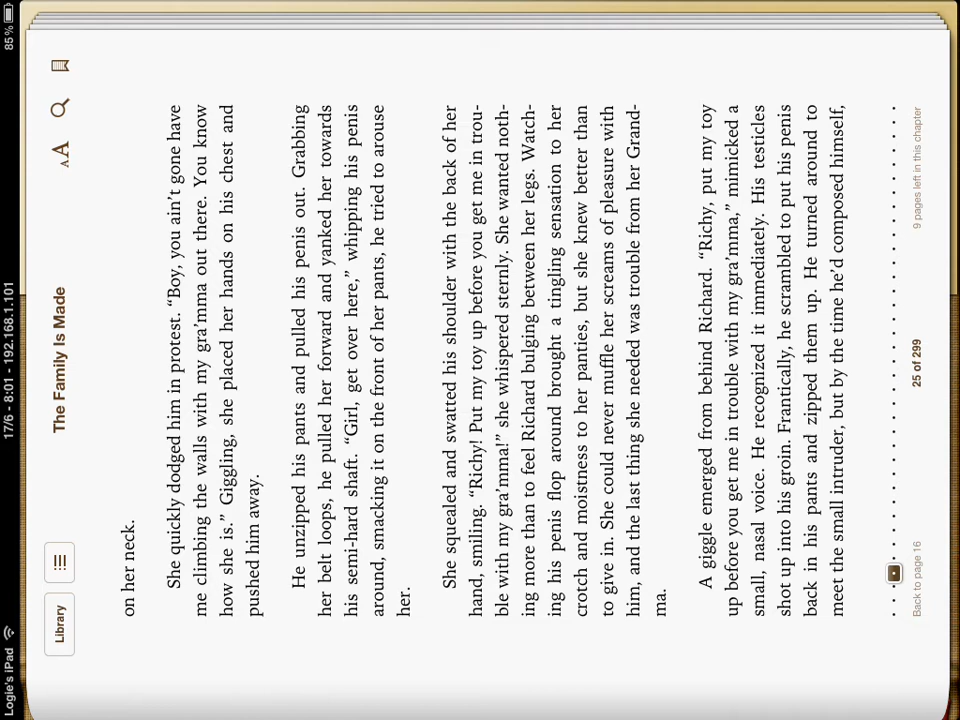 Logie's iPad
17/6 - 8:01 - 192.168.1.101
85%
Library
The Family Is Made
AA
on her neck.
She quickly dodged him in protest. “Boy, you ain’t gone have
me climbing the walls with my gra’mma out there. You know
how she is.” Giggling, she placed her hands on his chest and
pushed him away.
He unzipped his pants and pulled his penis out. Grabbing
her belt loops, he pulled her forward and yanked her towards
his semi-hard shaft. “Girl, get over here,” whipping his penis
around, smacking it on the front of her pants, he tried to arouse
her.
She squealed and swatted his shoulder with the back of her
hand, smiling. “Richy! Put my toy up before you get me in trou-
ble with my gra’mma!” she whispered sternly. She wanted noth-
ing more than to feel Richard bulging between her legs. Watch-
ing his penis flop around brought a tingling sensation to her
crotch and moistness to her panties, but she knew better than
to give in. She could never muffle her screams of pleasure with
him, and the last thing she needed was trouble from her Grand-
ma.
A giggle emerged from behind Richard. “Richy, put my toy
up before you get me in trouble with my gra’mma,” mimicked a
small, nasal voice. He recognized it immediately. His testicles
shot up into his groin. Frantically, he scrambled to put his penis
back in his pants and zipped them up. He turned around to
meet the small intruder, but by the time he’d composed himself,
Back to page 16
25 of 299
9 pages left in this chapter